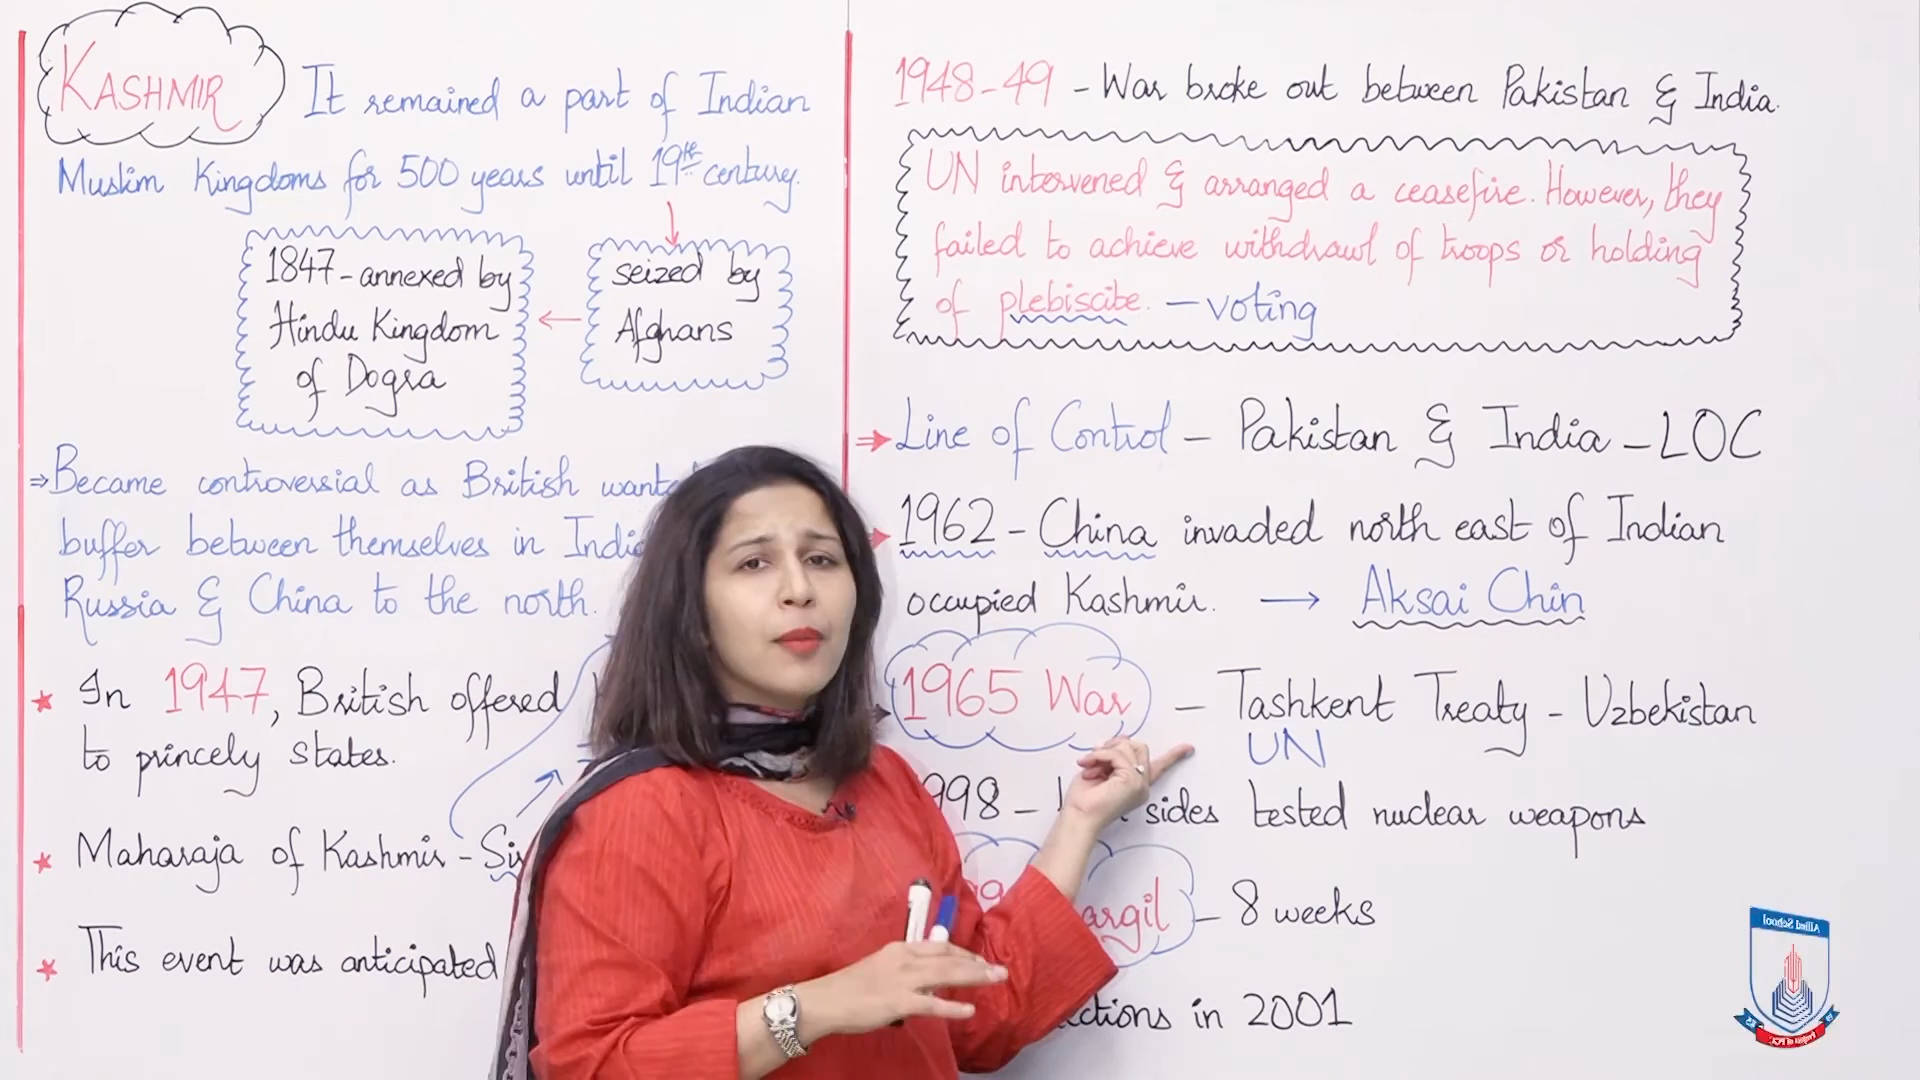 KASHMIR
It remained a part of Indian
Muslim Kingdoms for 500 years until 19th century.
1847 - annexed by
Hindu Kingdom
of Dogra
seized by
Afghans
⇒ Became controversial as British
buffer between themselves in
Russia & China to the north.
★ In 1947, British offered
to princely states.
★ Maharaja of Kashmir -
★ This event was anticipated
1948-49 - War broke out between Pakistan & India.
UN intervened & arranged a ceasefire. However, they
failed to achieve withdrawl of troops or holding
of plebiscite. - voting
→ Line of Control - Pakistan & India - LOC
→ 1962 - China invaded north east of Indian
occupied Kashmir. → Aksai Chin
→ 1965 War - Tashkent Treaty - Uzbekistan
UN
998 - sides tested nuclear weapons
argil - 8 weeks
ctions in 2001
Allied School